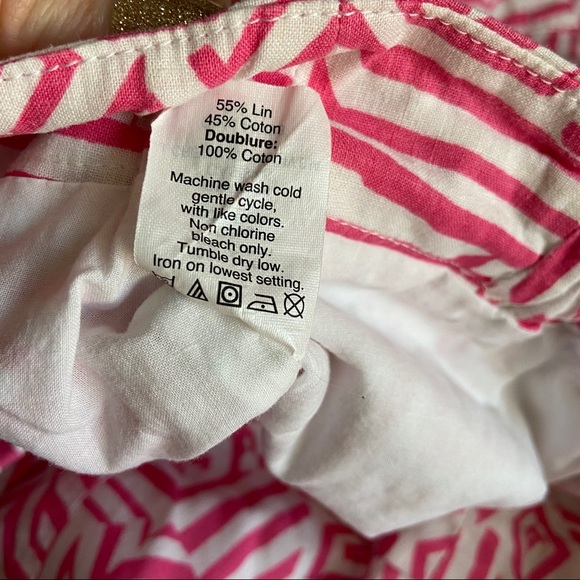 55% Lin
45% Coton
Doublure:
100% Coton
Machine wash cold
gentle cycle,
with like colors.
Non chlorine
bleach only.
Tumble dry low.
Iron on lowest setting.